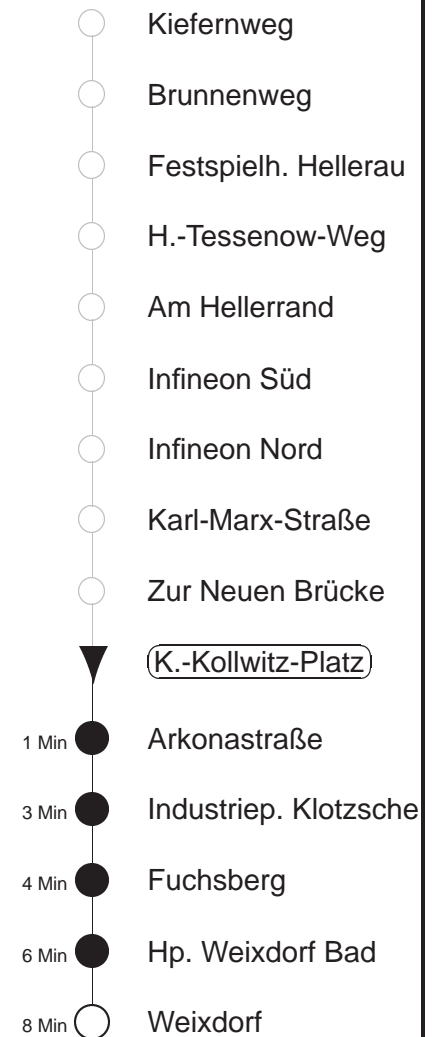 Kiefernweg
Brunnenweg
Festspielh. Hellerau
H.-Tessenow-Weg
Am Hellerrand
Infineon Süd
Infineon Nord
Karl-Marx-Straße
Zur Neuen Brücke
K.-Kollwitz-Platz
1 Min Arkonastraße
3 Min Industriep. Klotzsche
4 Min Fuchsberg
6 Min Hp. Weixdorf Bad
8 Min Weixdorf